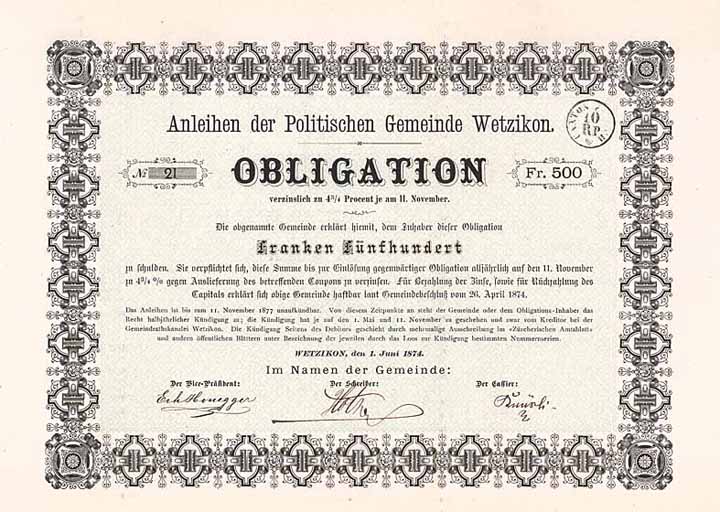 Anleihen der Politischen Gemeinde Wetzikon.
10
RP.
OBLIGATION
№ 21
Fr. 500
verzinslich zu 4¾ Procent je am 11. November.
Die obgenannte Gemeinde erklärt hiemit, dem Inhaber dieser Obligation
Franken Fünfhundert
zu schulden. Sie verpflichtet sich, diese Summe bis zur Einlösung gegenwärtiger Obligation alljährlich auf den 11. November
zu 4¾ % gegen Auslieferung des betreffenden Coupons zu verzinsen. Für Bezahlung der Zinse, sowie für Rückzahlung des
Capitals erklärt sich obige Gemeinde haftbar laut Gemeindebeschluß vom 26. April 1874.
Das Anleihen ist bis zum 11. November 1877 unaufkündbar. Von diesem Zeitpunkte an steht der Gemeinde oder dem Obligations-Inhaber das
Recht halbjährlicher Kündigung zu; die Kündigung hat je auf den 1. Mai und 11. November zu geschehen und zwar vom Kreditor bei der
Gemeindrathskanzlei Wetzikon. Die Kündigung Seitens des Debitors geschieht durch mehrmalige Ausschreibung im «Zürcherischen Amtsblatt»
und andern öffentlichen Blättern unter Bezeichnung der jeweilen durch das Loos zur Kündigung bestimmten Nummernserien.
WETZIKON, den 1. Juni 1874.
Im Namen der Gemeinde:
Der Vice-Präsident:
Der Schreiber:
Der Cassier:
Honegger